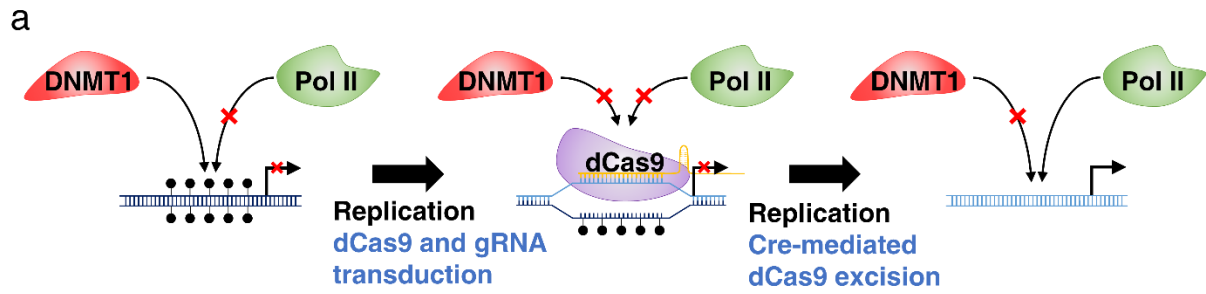 a
DNMT1
Pol II
DNMT1
Pol II
DNMT1
Pol II
dCas9
Replication
dCas9 and gRNA
transduction
Replication
Cre-mediated
dCas9 excision